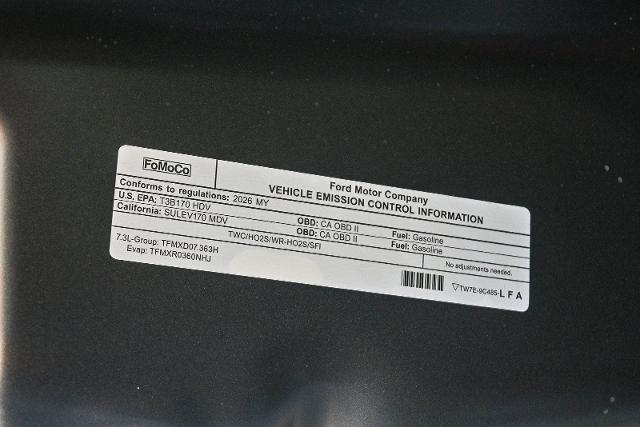 FoMoCo
Ford Motor Company
VEHICLE EMISSION CONTROL INFORMATION
Conforms to regulations: 2026 MY
U.S. EPA: T3B170 HDV OBD: CA OBD II Fuel: Gasoline
California: SULEV170 MDV OBD: CA OBD II Fuel: Gasoline
TWC/HO2S/WR-HO2S/SFI
No adjustments needed.
7.3L-Group: TFMXD07.363H
Evap: TFMXR0360NHJ
TW7E-9C485-LFA